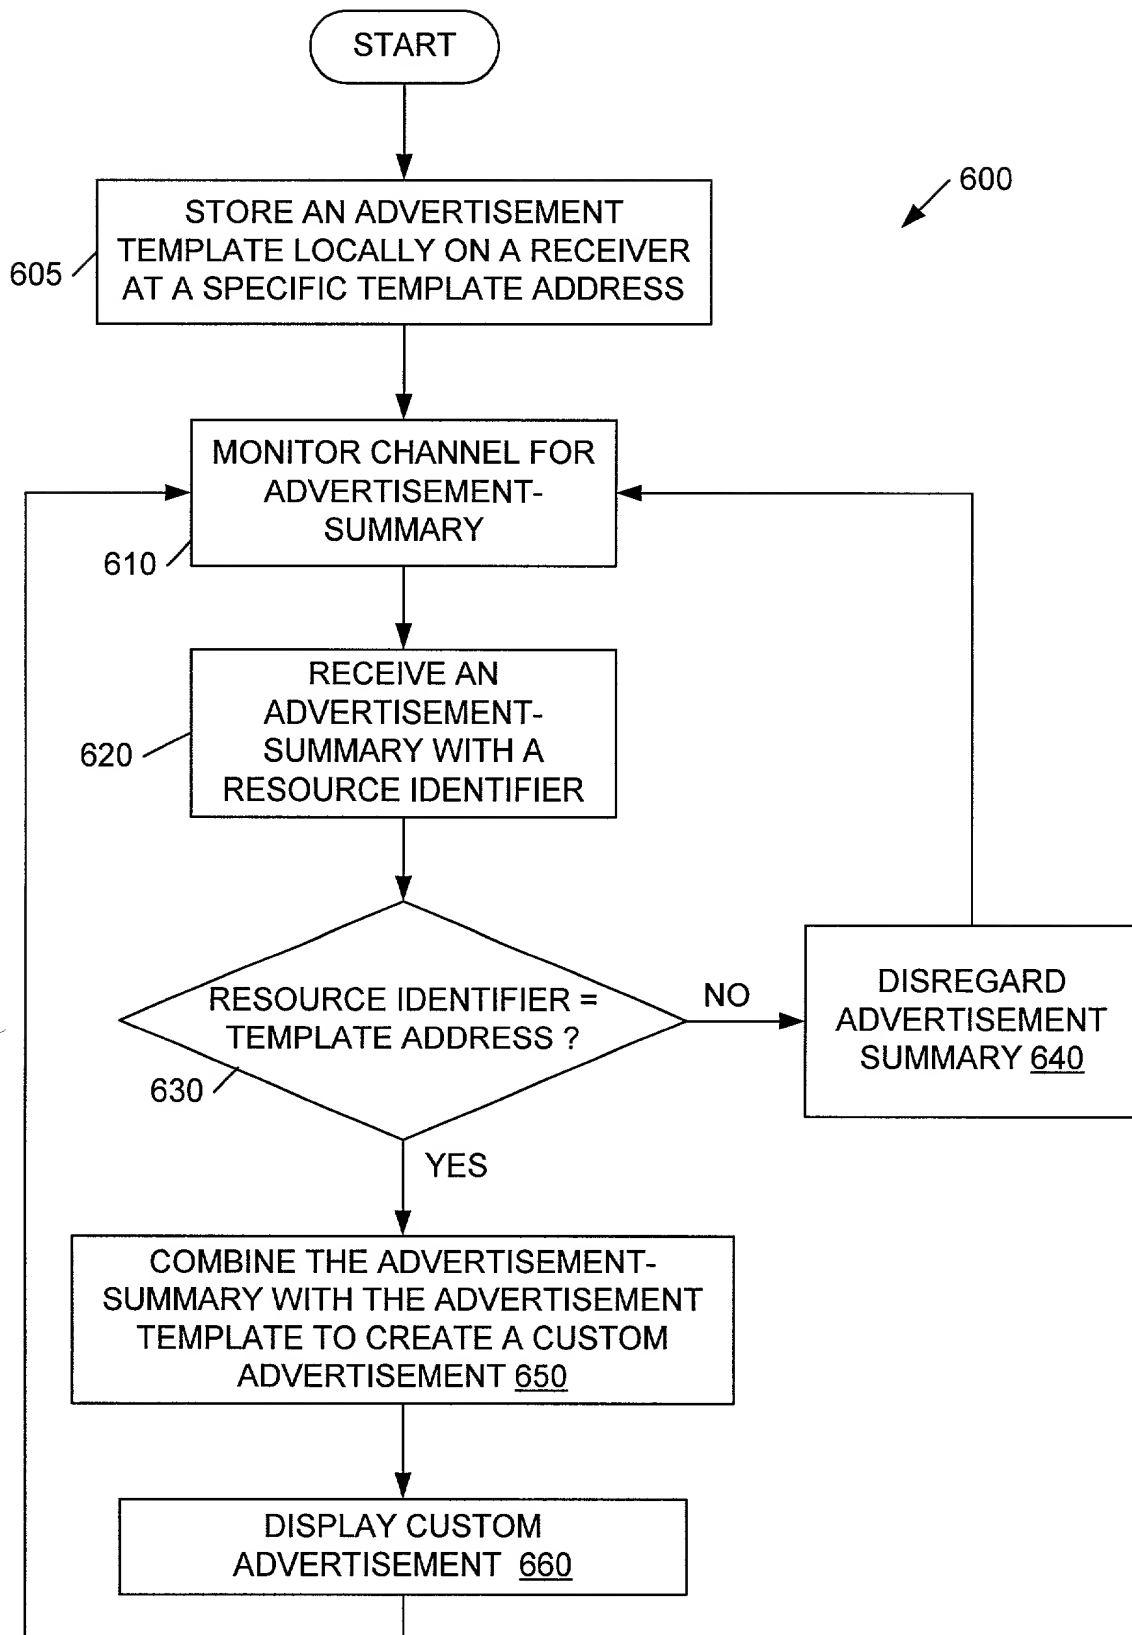 START
600
STORE AN ADVERTISEMENT
TEMPLATE LOCALLY ON A RECEIVER
AT A SPECIFIC TEMPLATE ADDRESS
605
MONITOR CHANNEL FOR
ADVERTISEMENT-
SUMMARY
610
RECEIVE AN
ADVERTISEMENT-
SUMMARY WITH A
RESOURCE IDENTIFIER
620
RESOURCE IDENTIFIER =
TEMPLATE ADDRESS ?
630
NO
DISREGARD
ADVERTISEMENT
SUMMARY 640
YES
COMBINE THE ADVERTISEMENT-
SUMMARY WITH THE ADVERTISEMENT
TEMPLATE TO CREATE A CUSTOM
ADVERTISEMENT 650
DISPLAY CUSTOM
ADVERTISEMENT 660